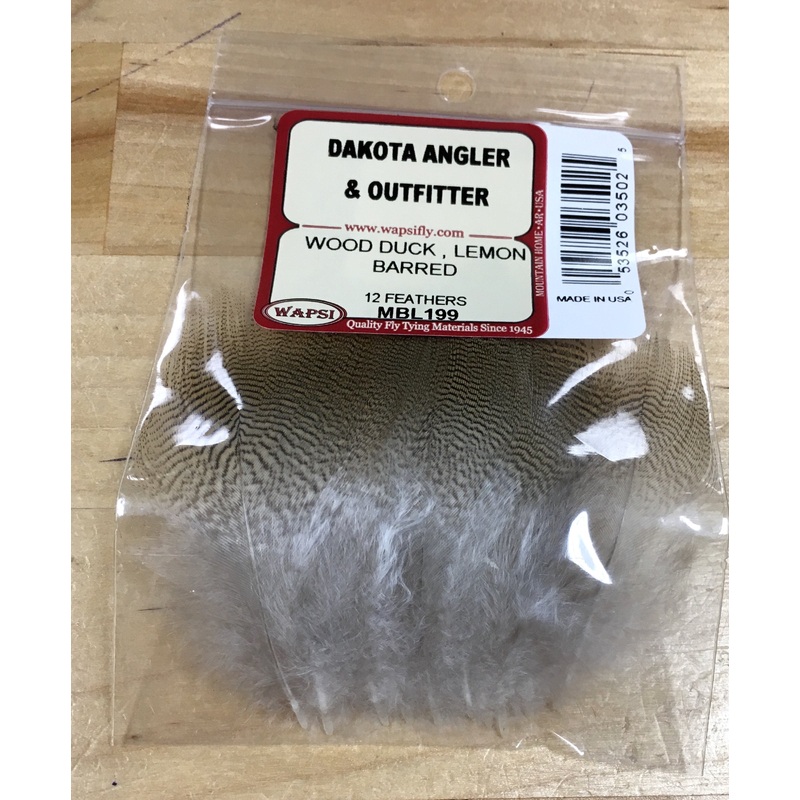 DAKOTA ANGLER
& OUTFITTER
www.wapsifly.com
WOOD DUCK , LEMON
BARRED
12 FEATHERS
MBL199
WAPSI
Quality Fly Tying Materials Since 1945
MOUNTAIN HOME • AR • USA
0 53526 03502 5
MADE IN USA